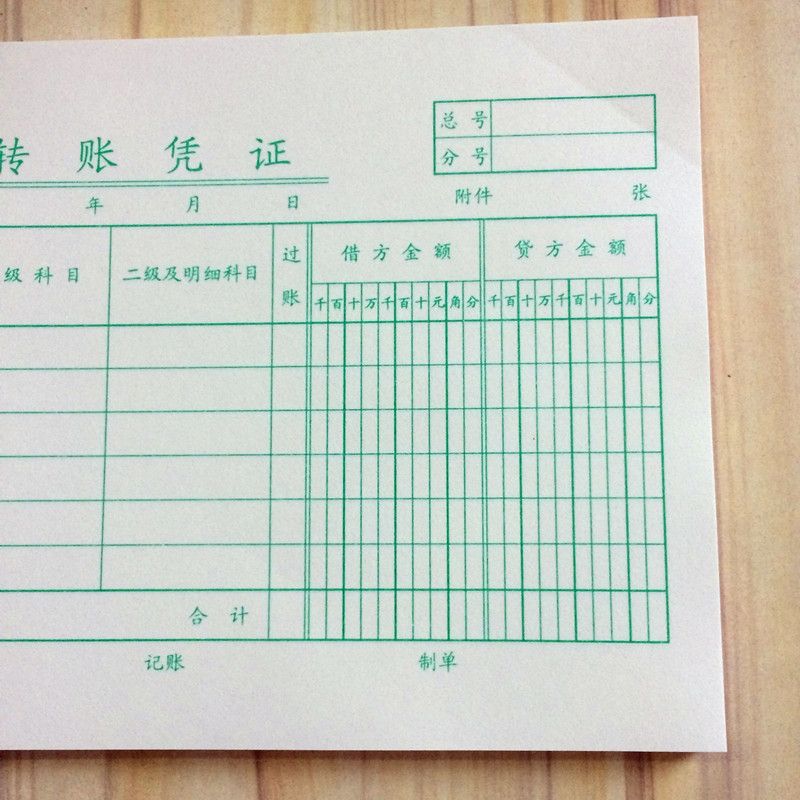 总号
分号
转账凭证
年 月 日 附件 张
级科目 二级及明细科目 过账 借方金额 贷方金额
千百十万千百十元角分 千百十万千百十元角分
合计
记账 制单